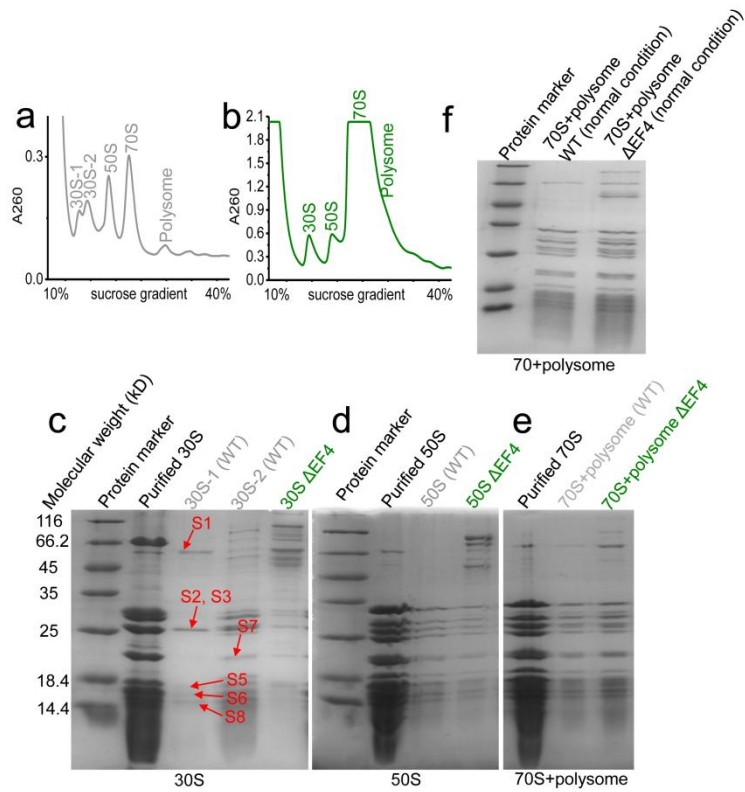 a
A260
0.3
0.0
30S-1
30S-2
50S
70S
Polysome
10%
sucrose gradient
40%
b
A260
2.1
1.8
1.5
1.2
0.9
0.6
0.3
0.0
30S
50S
70S
Polysome
10%
sucrose gradient
40%
f
Protein marker
70S+polysome
WT (normal condition)
70S+polysome
ΔEF4 (normal condition)
70+polysome
c
Molecular weight (kD)
Protein marker
Purified 30S
30S-1 (WT)
30S-2 (WT)
30S ΔEF4
116
66.2
45
35
25
18.4
14.4
S1
S2, S3
S7
S5
S6
S8
30S
d
Protein marker
Purified 50S
50S (WT)
50S ΔEF4
50S
e
Purified 70S
70S+polysome (WT)
70S+polysome ΔEF4
70S+polysome